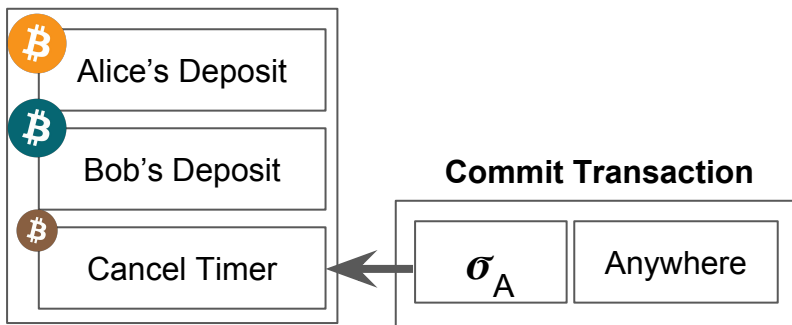 Alice's Deposit
Bob's Deposit
Cancel Timer
Commit Transaction
σA
Anywhere